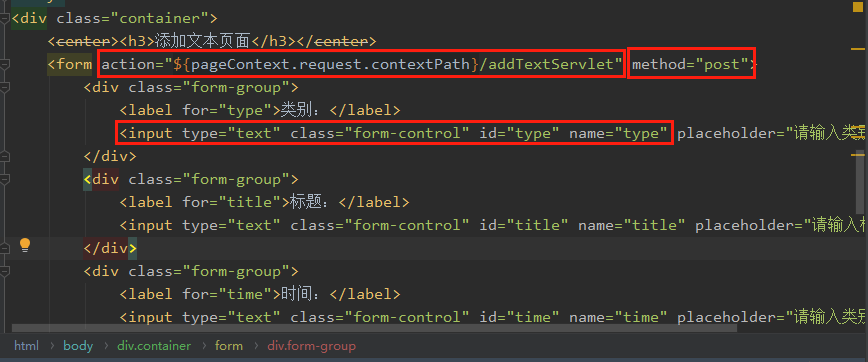 <div class="container">
<center><h3>添加文本页面</h3></center>
<form action="${pageContext.request.contextPath}/addTextServlet" method="post">
<div class="form-group">
<label for="type">类别：</label>
<input type="text" class="form-control" id="type" name="type" placeholder="请输入类
</div>
<div class="form-group">
<label for="title">标题：</label>
<input type="text" class="form-control" id="title" name="title" placeholder="请输入
</div>
<div class="form-group">
<label for="time">时间：</label>
<input type="text" class="form-control" id="time" name="time" placeholder="请输入类
html › body › div.container › form › div.form-group